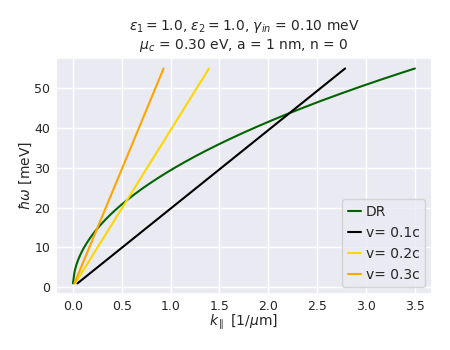 ε₁ = 1.0, ε₂ = 1.0, γᵢₙ = 0.10 meV
μ_c = 0.30 eV, a = 1 nm, n = 0
ħω [meV]
50
40
30
20
10
0
DR
v= 0.1c
v= 0.2c
v= 0.3c
0.0 0.5 1.0 1.5 2.0 2.5 3.0 3.5
k∥ [1/μm]